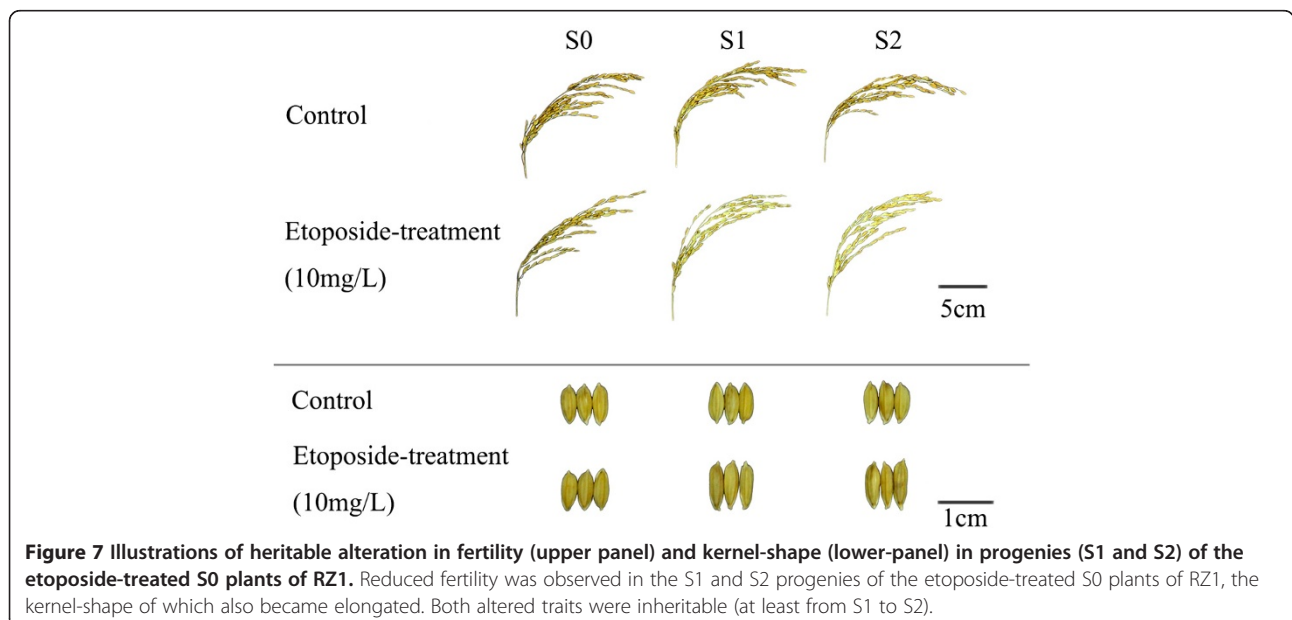 S0 S1 S2
Control
Etoposide-treatment
(10mg/L)
5cm
Control
Etoposide-treatment
(10mg/L)
1cm
Figure 7 Illustrations of heritable alteration in fertility (upper panel) and kernel-shape (lower-panel) in progenies (S1 and S2) of the
etoposide-treated S0 plants of RZ1. Reduced fertility was observed in the S1 and S2 progenies of the etoposide-treated S0 plants of RZ1, the
kernel-shape of which also became elongated. Both altered traits were inheritable (at least from S1 to S2).